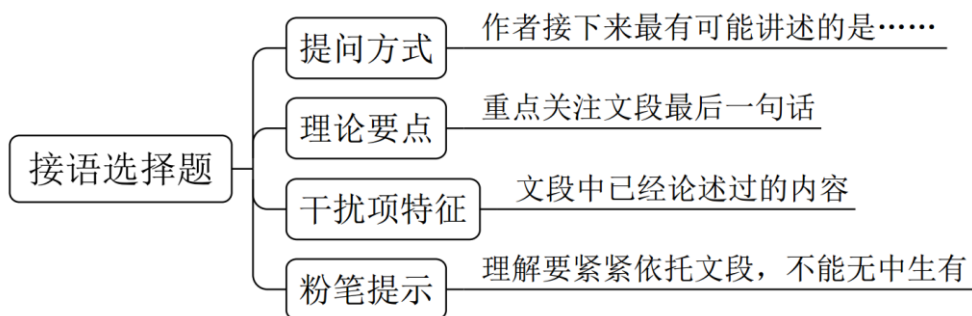 接语选择题
提问方式
作者接下来最有可能讲述的是……
理论要点
重点关注文段最后一句话
干扰项特征
文段中已经论述过的内容
粉笔提示
理解要紧紧依托文段，不能无中生有